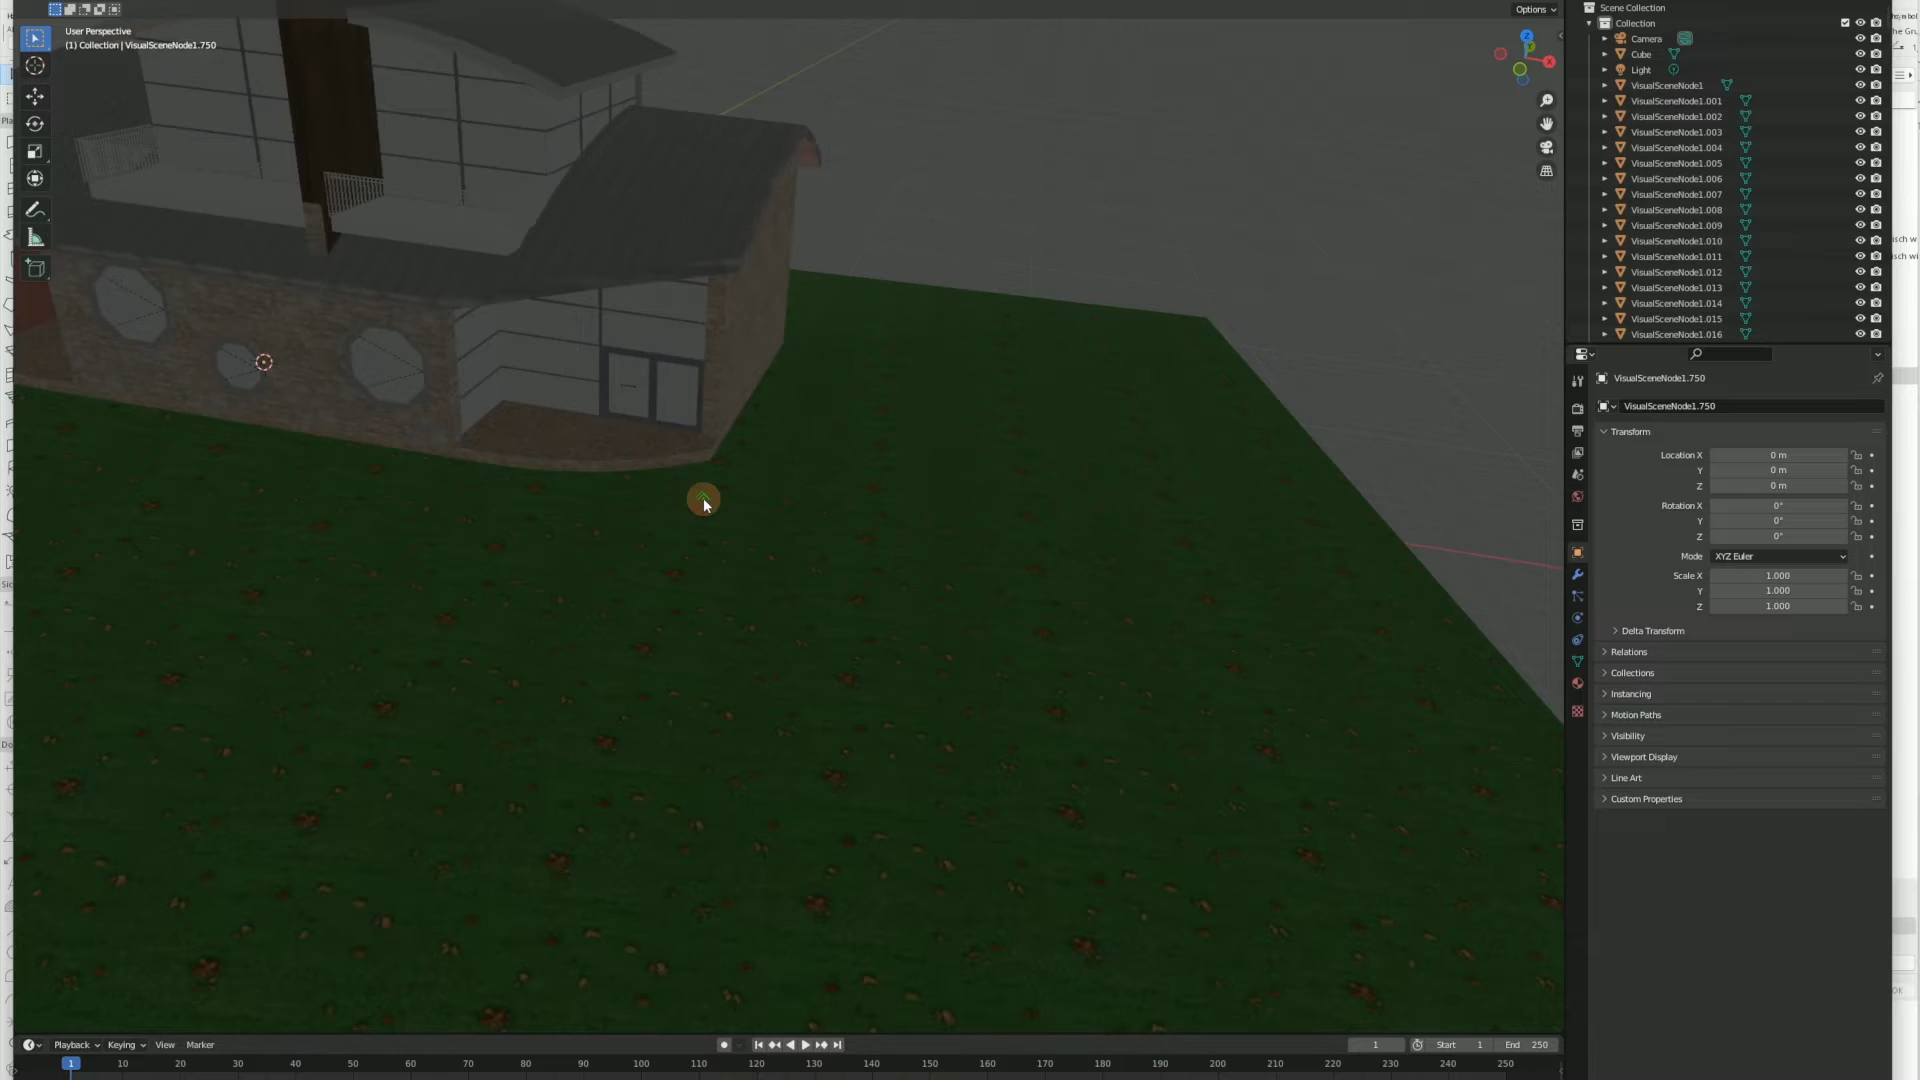 Options
User Perspective
(1) Collection | VisualSceneNode1.750
Z
X
Scene Collection
Collection
Camera
Cube
Light
VisualSceneNode1
VisualSceneNode1.001
VisualSceneNode1.002
VisualSceneNode1.003
VisualSceneNode1.004
VisualSceneNode1.005
VisualSceneNode1.006
VisualSceneNode1.007
VisualSceneNode1.008
VisualSceneNode1.009
VisualSceneNode1.010
VisualSceneNode1.011
VisualSceneNode1.012
VisualSceneNode1.013
VisualSceneNode1.014
VisualSceneNode1.015
VisualSceneNode1.016
VisualSceneNode1.750
VisualSceneNode1.750
Transform
Location X 0 m
Y 0 m
Z 0 m
Rotation X 0°
Y 0°
Z 0°
Mode XYZ Euler
Scale X 1.000
Y 1.000
Z 1.000
Delta Transform
Relations
Collections
Instancing
Motion Paths
Visibility
Viewport Display
Line Art
Custom Properties
Playback Keying View Marker
1 Start 1 End 250
1 10 20 30 40 50 60 70 80 90 100 110 120 130 140 150 160 170 180 190 200 210 220 230 240 250